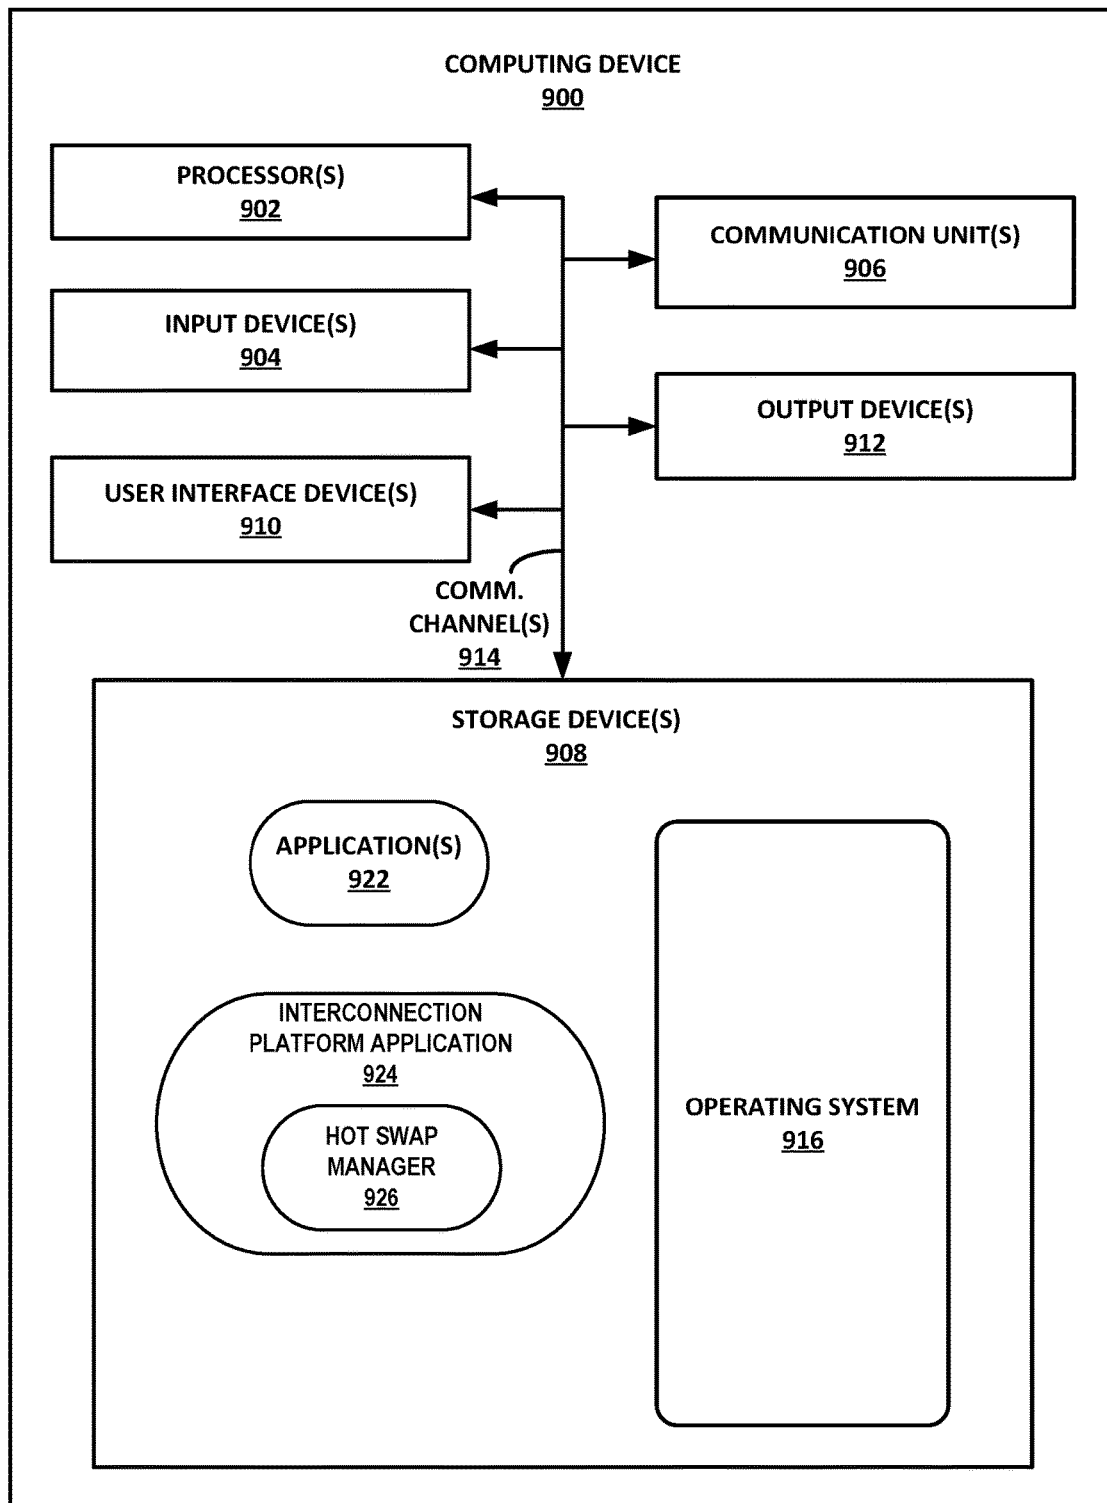 COMPUTING DEVICE
900
PROCESSOR(S)
902
COMMUNICATION UNIT(S)
906
INPUT DEVICE(S)
904
OUTPUT DEVICE(S)
912
USER INTERFACE DEVICE(S)
910
COMM.
CHANNEL(S)
914
STORAGE DEVICE(S)
908
APPLICATION(S)
922
INTERCONNECTION
PLATFORM APPLICATION
924
HOT SWAP
MANAGER
926
OPERATING SYSTEM
916